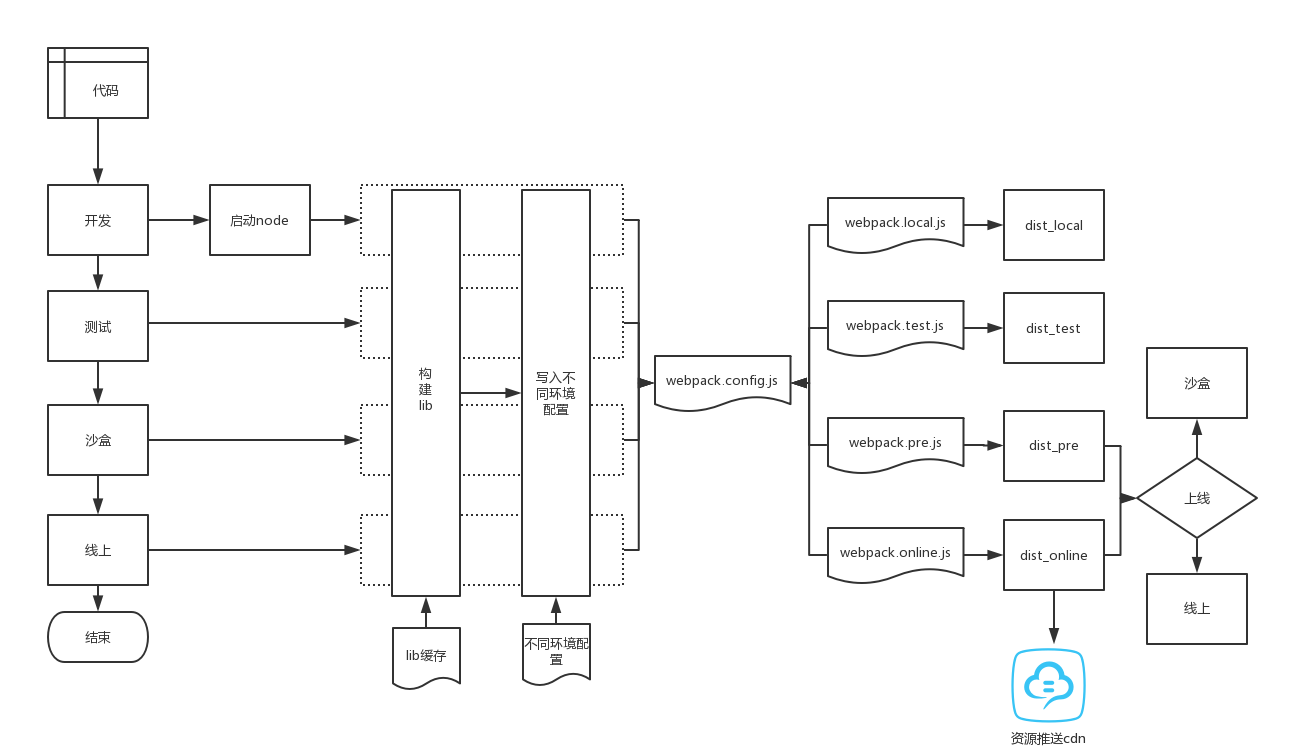 代码
开发
启动node
测试
沙盒
线上
结束
构
建
lib
写入不
同环境
配置
lib缓存
不同环境配
置
webpack.config.js
webpack.local.js
dist_local
webpack.test.js
dist_test
webpack.pre.js
dist_pre
webpack.online.js
dist_online
沙盒
上线
线上
资源推送cdn